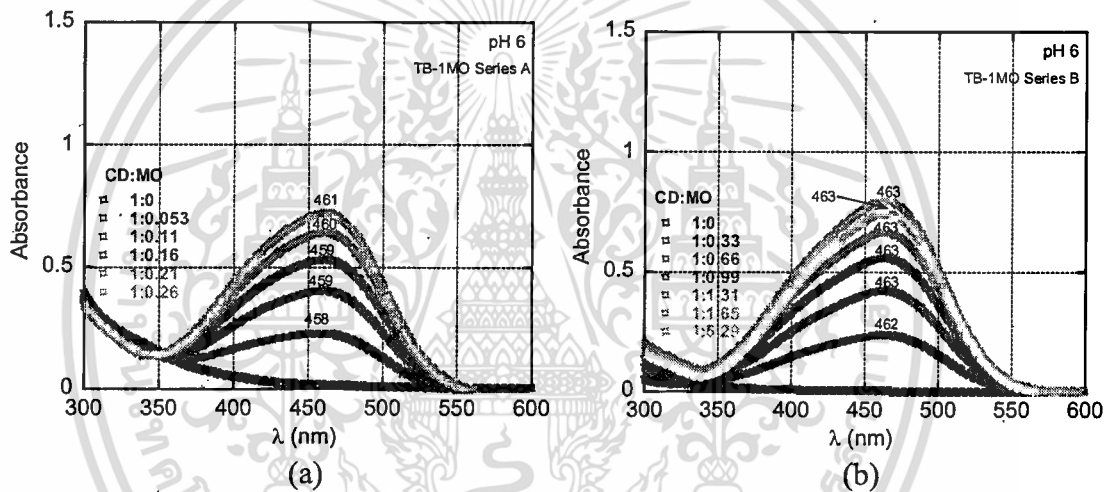 1.5
1
0.5
0
Absorbance
pH 6
TB-1MO Series A
CD:MO
1:0
1:0.053
1:0.11
1:0.16
1:0.21
1:0.26
461
460
459
459
458
300 350 400 450 500 550 600
λ (nm)
(a)
1.5
1
0.5
0
Absorbance
pH 6
TB-1MO Series B
CD:MO
1:0
1:0.33
1:0.66
1:0.99
1:1.31
1:1.65
1:5.29
463 463
463
463
463
462
300 350 400 450 500 550 600
λ (nm)
(b)